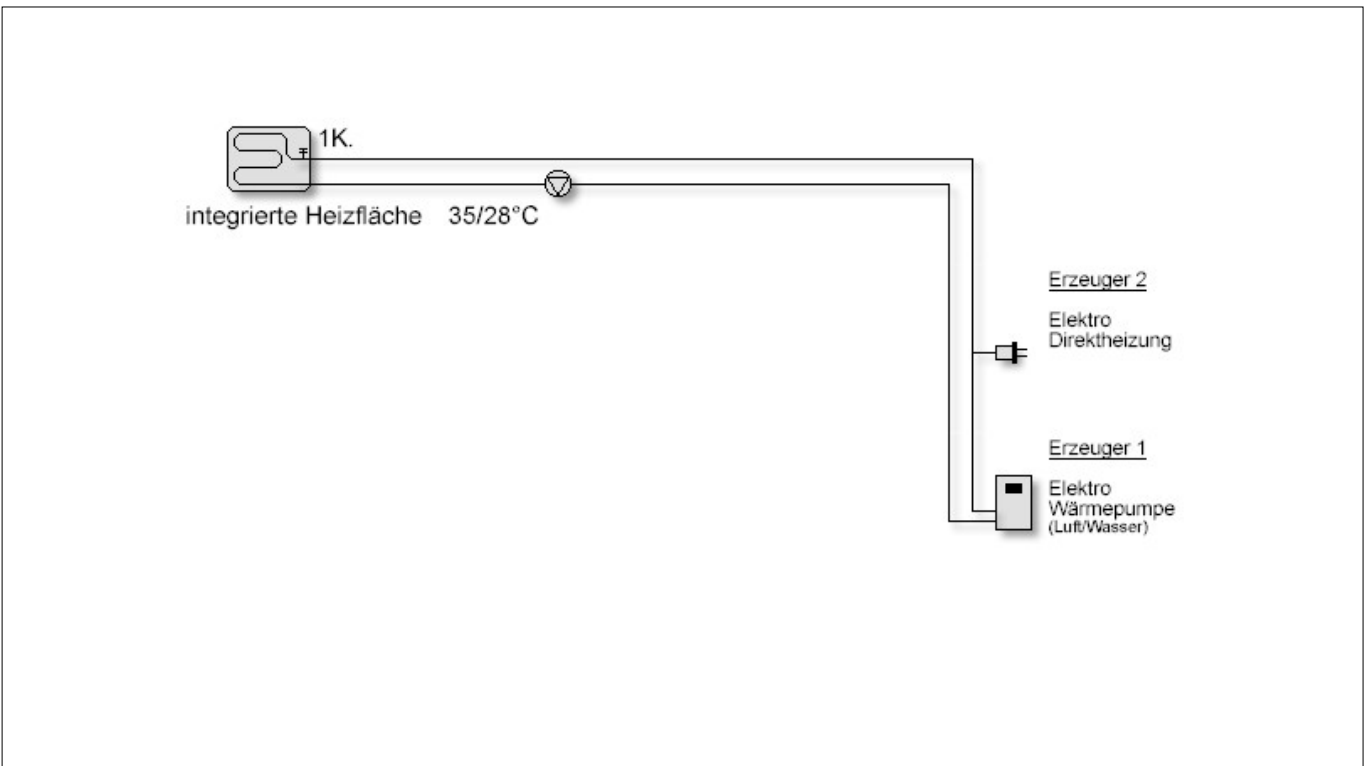 1K.
integrierte Heizfläche 35/28°C
Erzeuger 2
Elektro
Direktheizung
Erzeuger 1
Elektro
Wärmepumpe
(Luft/Wasser)